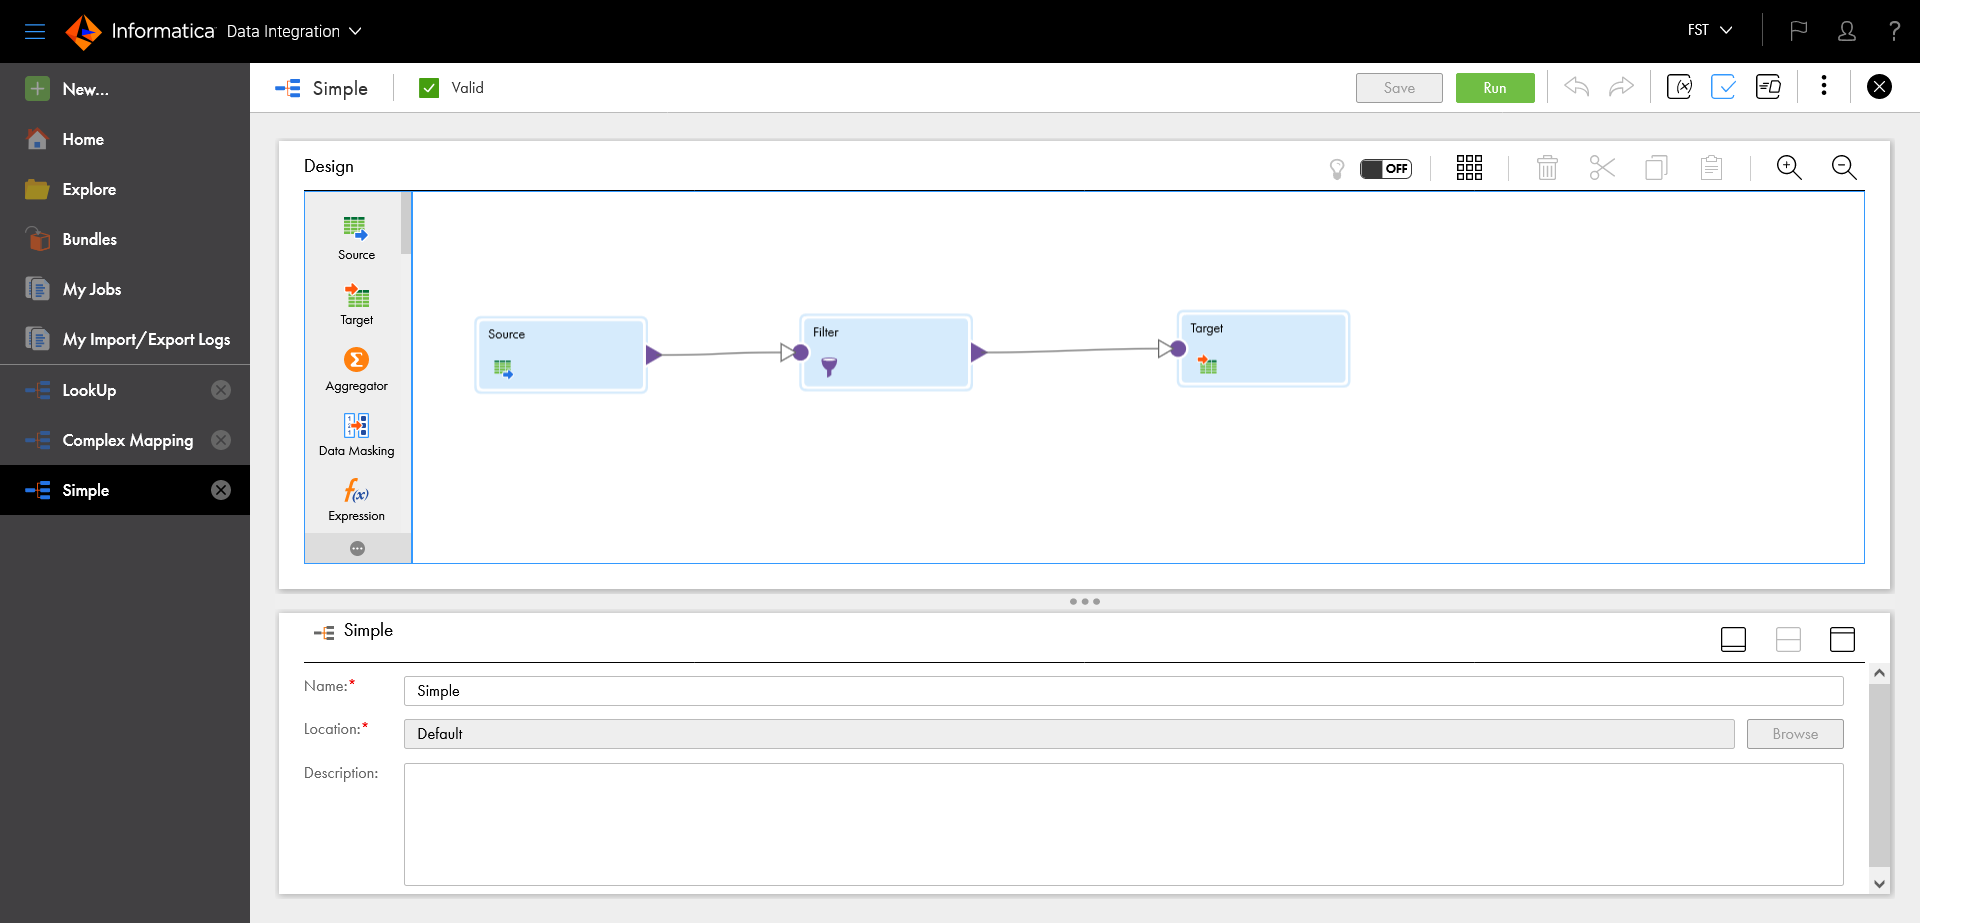 Informatica Data Integration
FST
?
New...
Home
Explore
Bundles
My Jobs
My Import/Export Logs
LookUp
Complex Mapping
Simple
Simple
Valid
Save
Run
(x)
Design
OFF
Source
Target
Σ
Aggregator
Data Masking
f(x)
Expression
Source
Filter
Target
Simple
Name:*
Simple
Location:*
Default
Browse
Description: